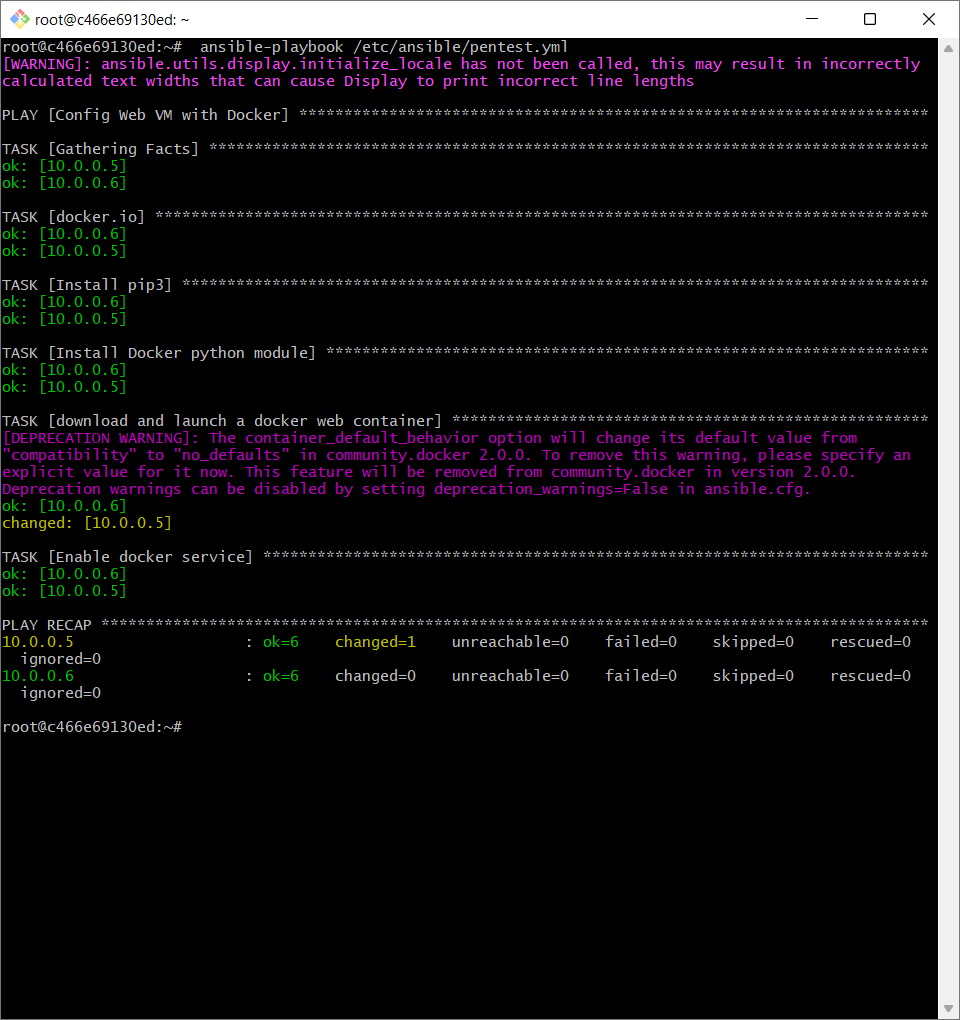 root@c466e69130ed: ~
root@c466e69130ed:~#  ansible-playbook /etc/ansible/pentest.yml
[WARNING]: ansible.utils.display.initialize_locale has not been called, this may result in incorrectly
calculated text widths that can cause Display to print incorrect line lengths
PLAY [Config Web VM with Docker] **********************************************************************
TASK [Gathering Facts] ********************************************************************************
ok: [10.0.0.5]
ok: [10.0.0.6]
TASK [docker.io] **************************************************************************************
ok: [10.0.0.6]
ok: [10.0.0.5]
TASK [Install pip3] ***********************************************************************************
ok: [10.0.0.6]
ok: [10.0.0.5]
TASK [Install Docker python module] *******************************************************************
ok: [10.0.0.6]
ok: [10.0.0.5]
TASK [download and launch a docker web container] *****************************************************
[DEPRECATION WARNING]: The container_default_behavior option will change its default value from
"compatibility" to "no_defaults" in community.docker 2.0.0. To remove this warning, please specify an
explicit value for it now. This feature will be removed from community.docker in version 2.0.0.
Deprecation warnings can be disabled by setting deprecation_warnings=False in ansible.cfg.
ok: [10.0.0.6]
changed: [10.0.0.5]
TASK [Enable docker service] **************************************************************************
ok: [10.0.0.6]
ok: [10.0.0.5]
PLAY RECAP ********************************************************************************************
10.0.0.5                   : ok=6    changed=1    unreachable=0    failed=0    skipped=0    rescued=0
  ignored=0
10.0.0.6                   : ok=6    changed=0    unreachable=0    failed=0    skipped=0    rescued=0
  ignored=0
root@c466e69130ed:~#